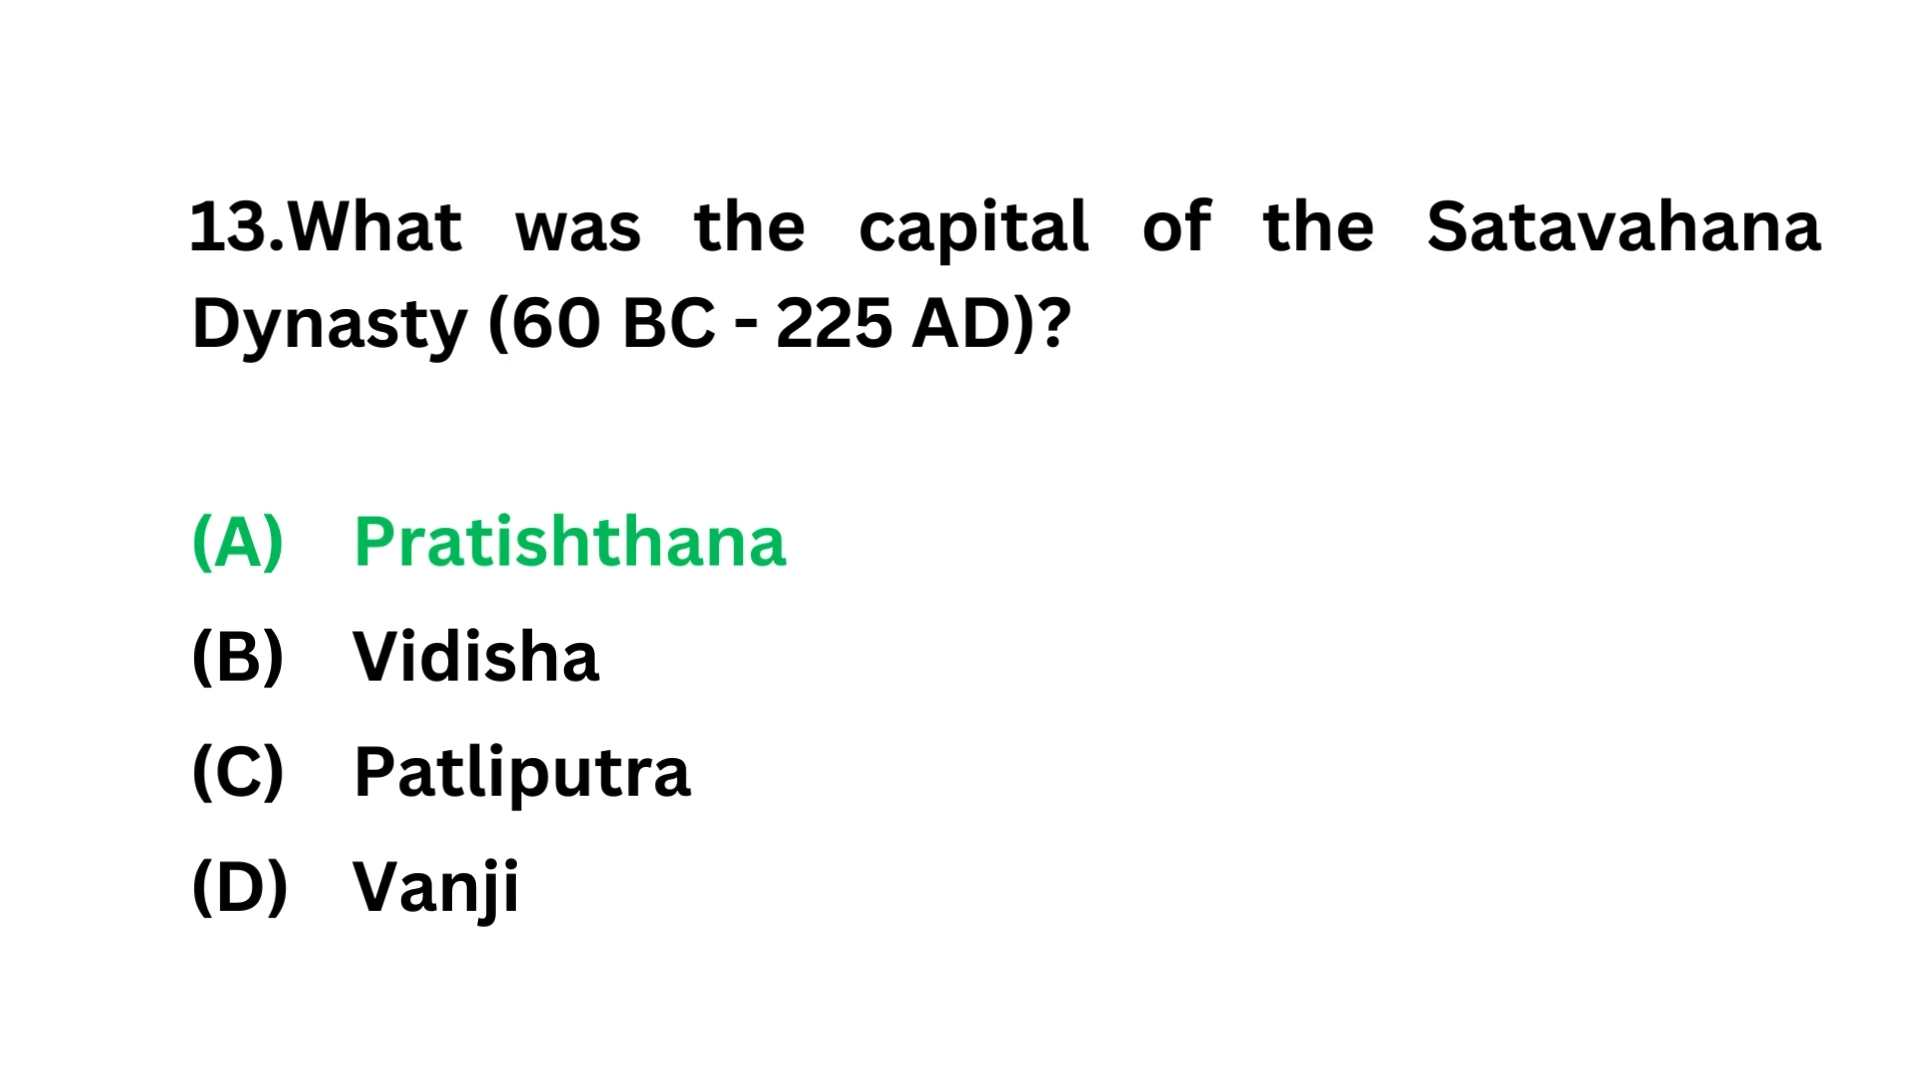 13.What was the capital of the Satavahana
Dynasty (60 BC - 225 AD)?
(A) Pratishthana
(B) Vidisha
(C) Patliputra
(D) Vanji